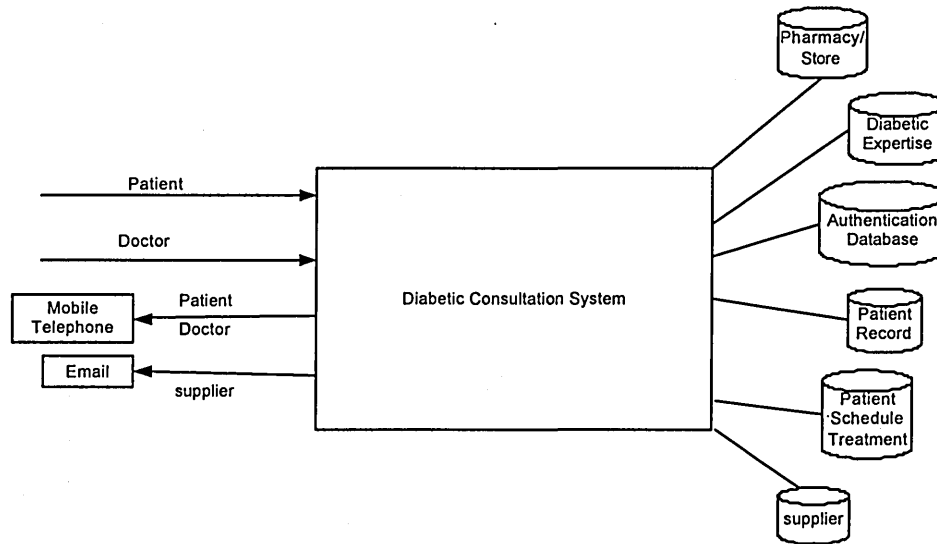 Pharmacy/
Store
Diabetic
Expertise
Patient
Authentication
Database
Doctor
Diabetic Consultation System
Patient
Doctor
Mobile
Telephone
Patient
Record
Email
supplier
Patient
Schedule
Treatment
supplier